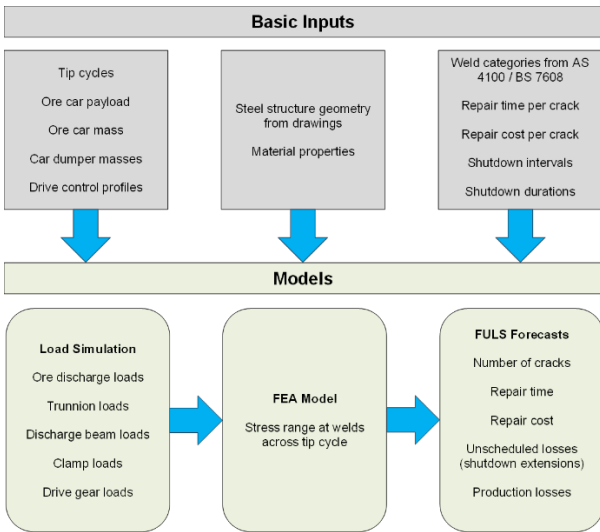 Basic Inputs
Tip cycles
Ore car payload
Ore car mass
Car dumper masses
Drive control profiles
Steel structure geometry
from drawings
Material properties
Weld categories from AS
4100 / BS 7608
Repair time per crack
Repair cost per crack
Shutdown intervals
Shutdown durations
Models
Load Simulation
Ore discharge loads
Trunnion loads
Discharge beam loads
Clamp loads
Drive gear loads
FEA Model
Stress range at welds
across tip cycle
FULS Forecasts
Number of cracks
Repair time
Repair cost
Unscheduled losses
(shutdown extensions)
Production losses